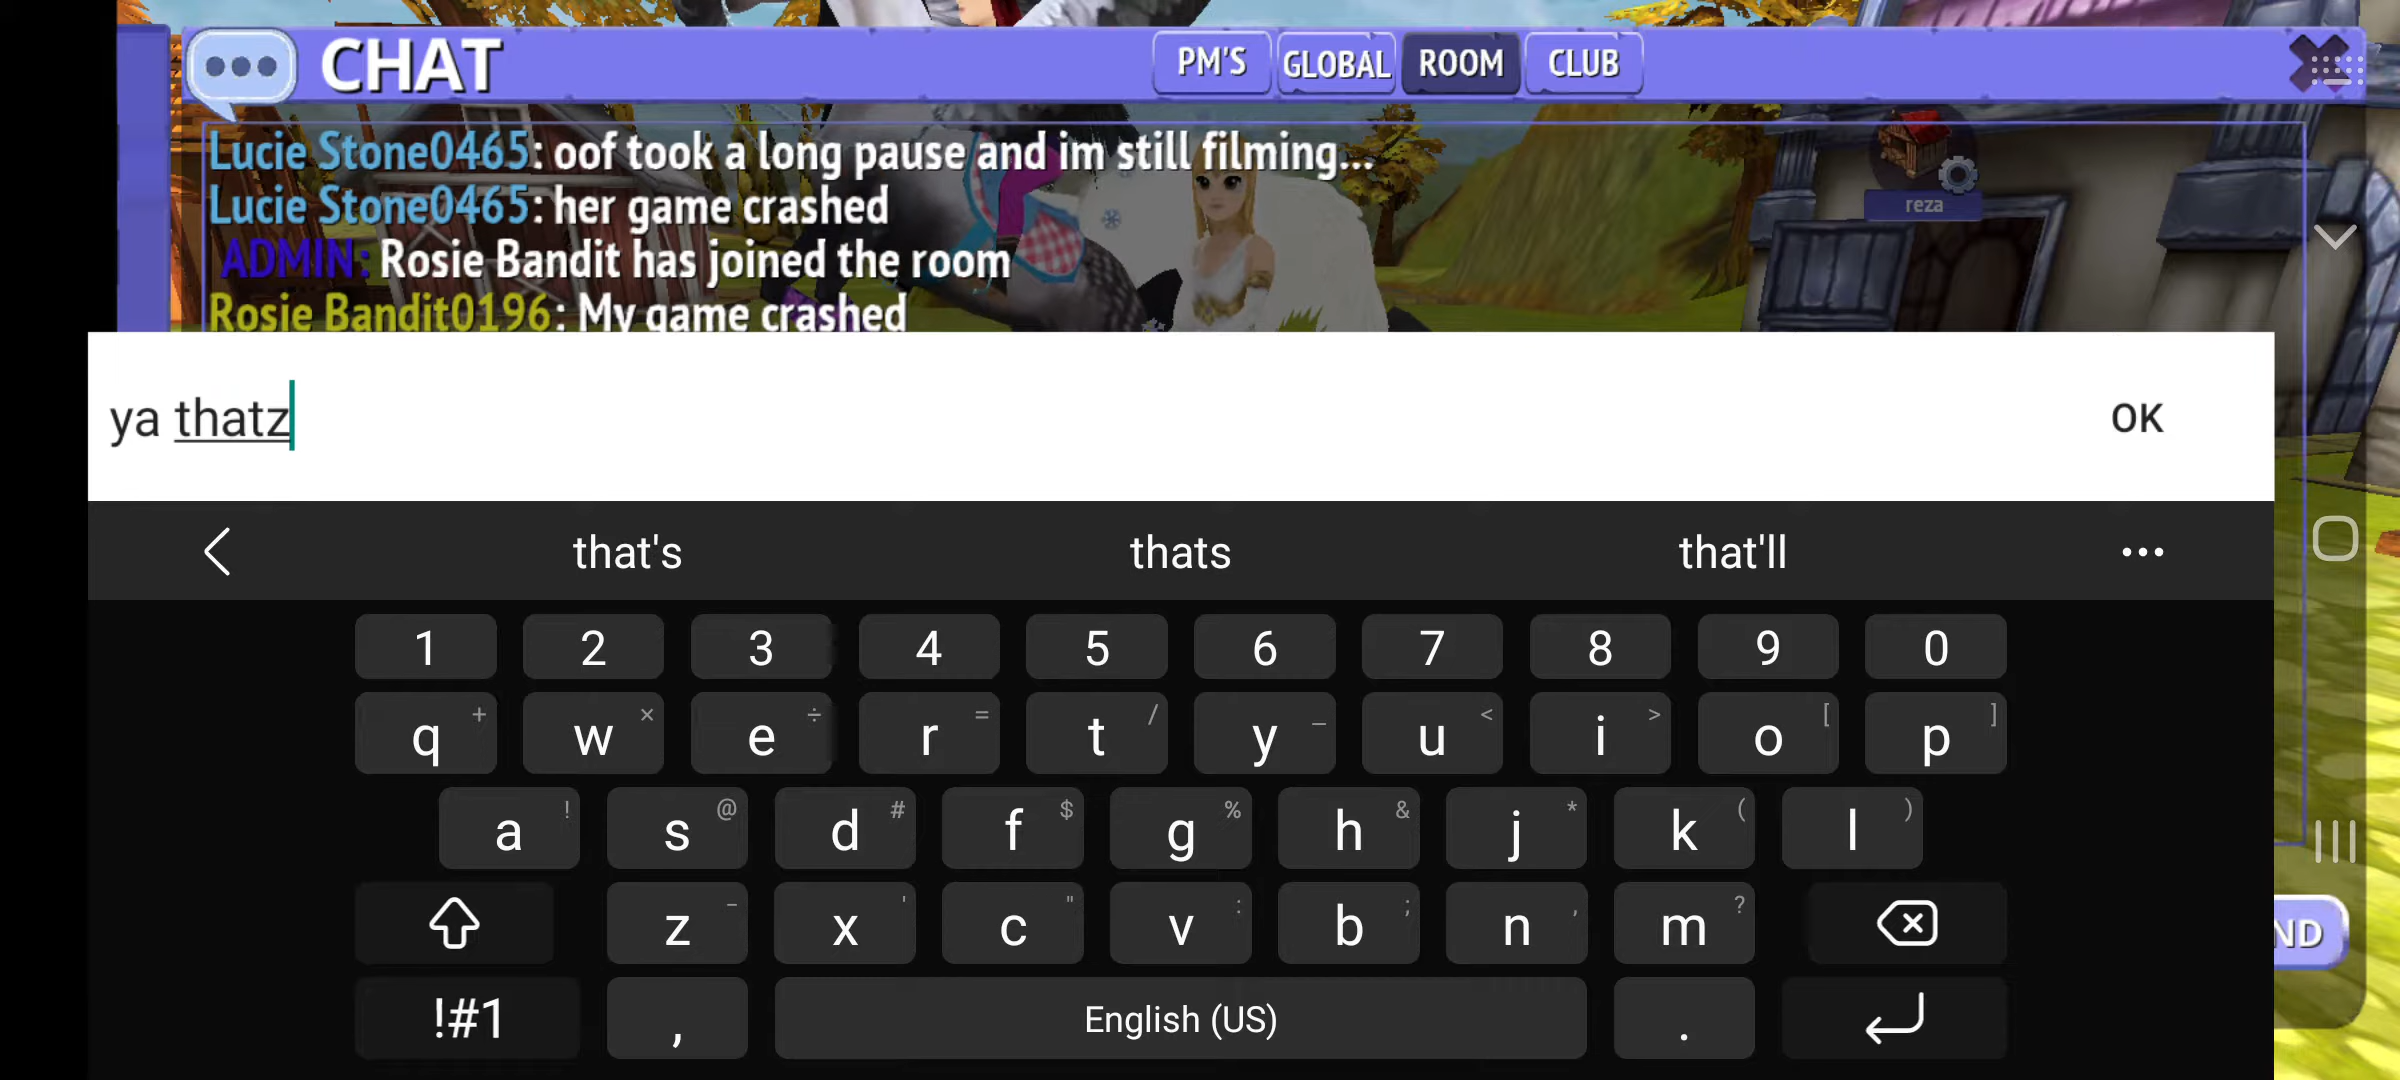 CHAT
PM'S GLOBAL ROOM CLUB
Lucie Stone0465: oof took a long pause and im still filming...
Lucie Stone0465: her game crashed
ADMIN: Rosie Bandit has joined the room
Rosie Bandit0196: My game crashed
reza
ya thatz
OK
that's thats that'll ...
1 2 3 4 5 6 7 8 9 0
q + w × e ÷ r = t / y _ u < i > o [ p ]
a ! s @ d # f $ g % h & j * k ( l )
z - x ' c " v : b ; n , m ?
ND
!#1 , English (US) .